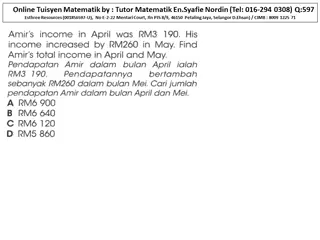 Online Tuisyen Matematik by : Tutor Matematik En.Syafie Nordin (Tel: 016-294 0308) Q:597
Esthree Resources (001856597-U), No E-2-22 Mentari Court, Jln PJS 8/9, 46150 Petaling Jaya, Selangor D.Ehsan) / CIMB : 8009 1225 71
Amir's income in April was RM3 190. His
income increased by RM260 in May. Find
Amir's total income in April and May.
Pendapatan Amir dalam bulan April ialah
RM3 190. Pendapatannya bertambah
sebanyak RM260 dalam bulan Mei. Cari jumlah
pendapatan Amir dalam bulan April dan Mei.
A RM6 900
B RM6 640
C RM6 120
D RM5 860